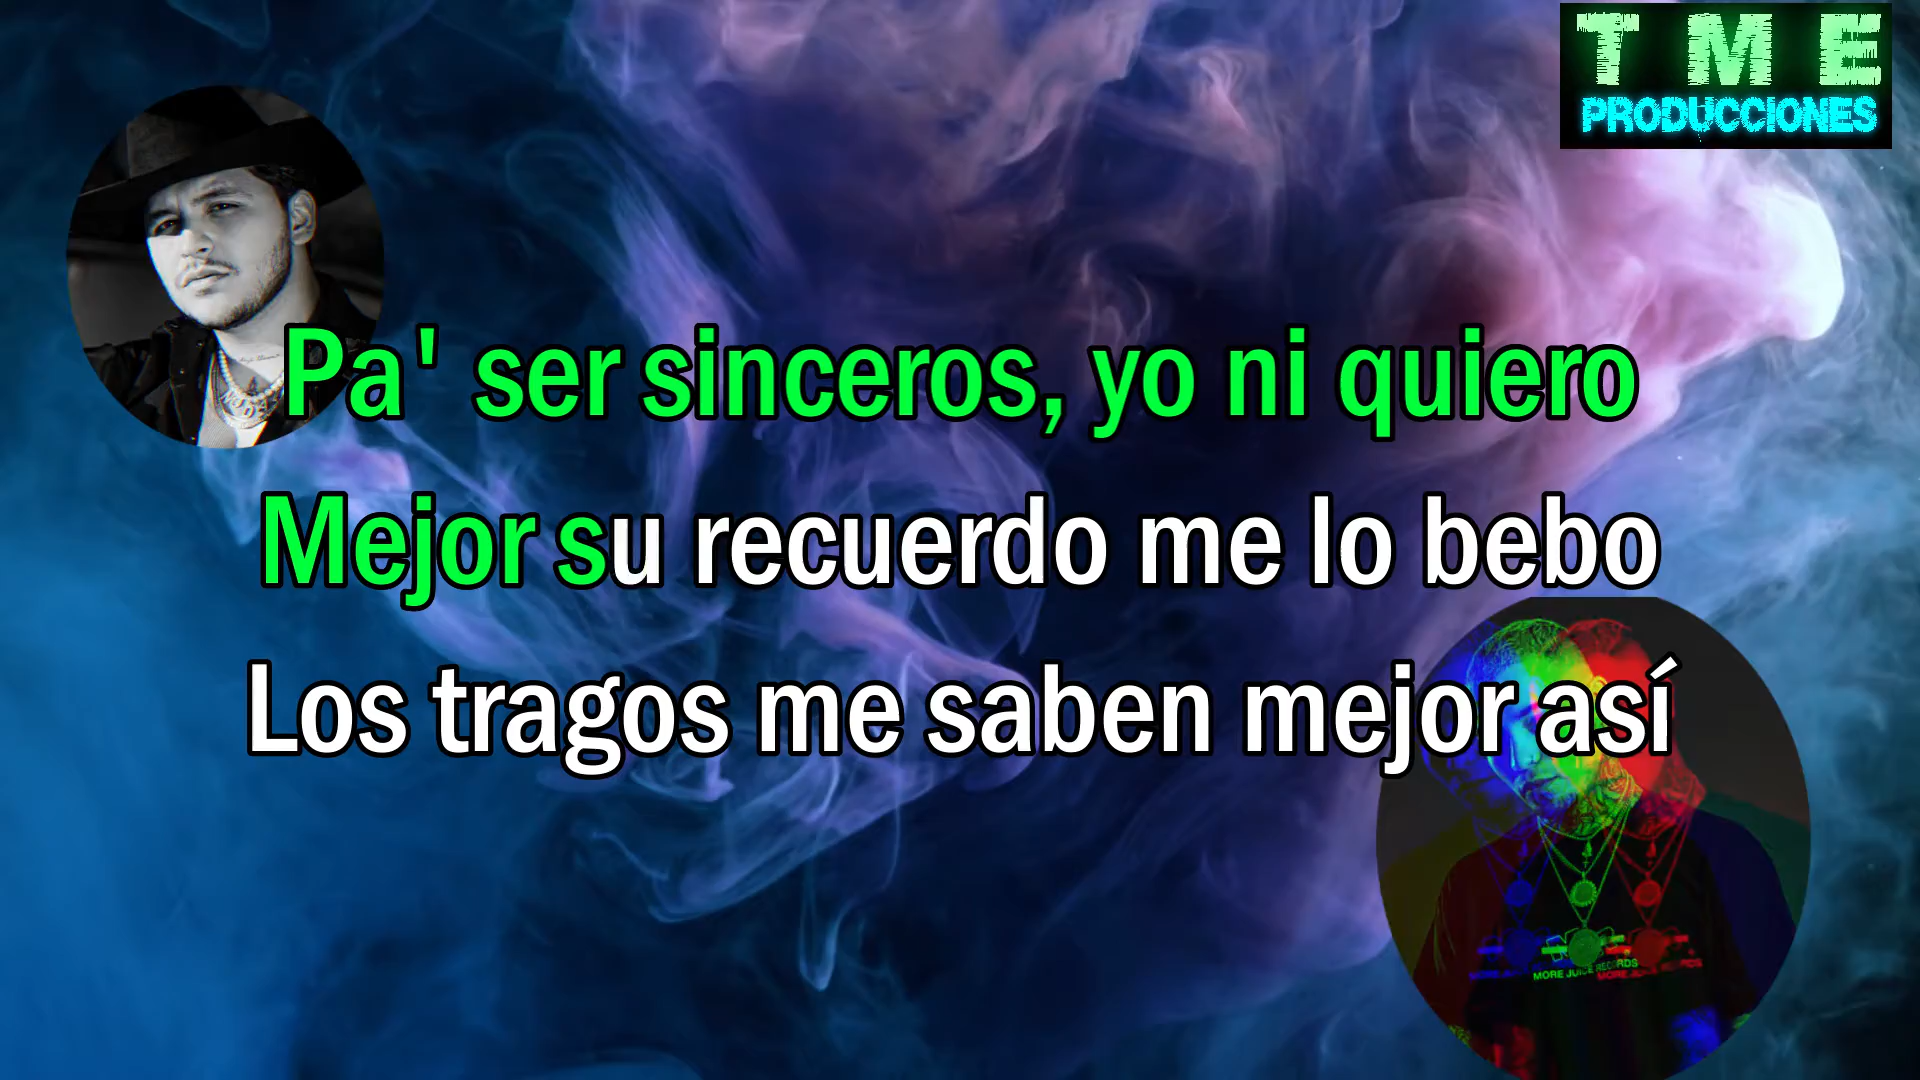 T M E
PRODUCCIONES
Pa' ser sinceros, yo ni quiero
Mejor su recuerdo me lo bebo
Los tragos me saben mejor así
MORE JUICE RECORDS